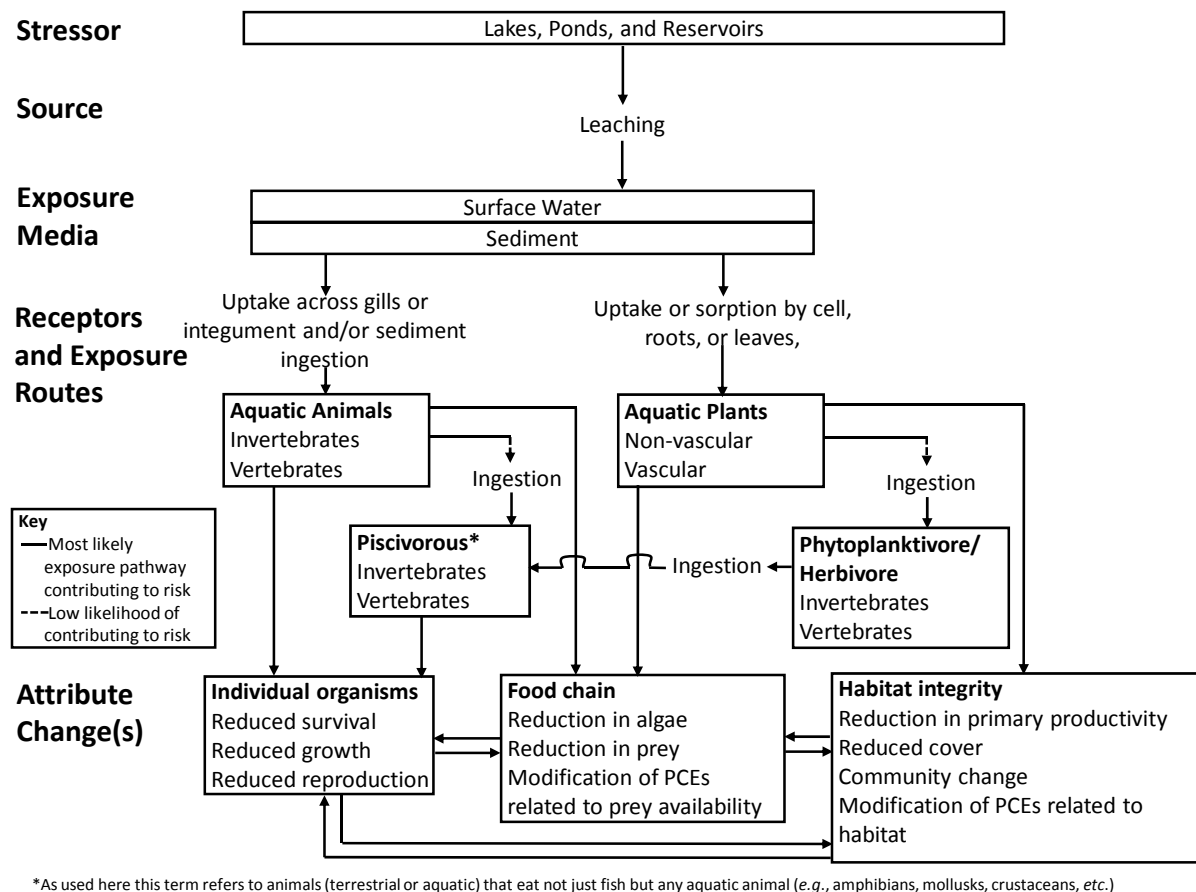 Stressor
Lakes, Ponds, and Reservoirs
Source
Leaching
Exposure
Media
Surface Water
Sediment
Receptors
and Exposure
Routes
Uptake across gills or
integument and/or sediment
ingestion
Uptake or sorption by cell,
roots, or leaves,
Aquatic Animals
Invertebrates
Vertebrates
Ingestion
Aquatic Plants
Non-vascular
Vascular
Ingestion
Key
Most likely
exposure pathway
contributing to risk
Low likelihood of
contributing to risk
Piscivorous*
Invertebrates
Vertebrates
Ingestion
Phytoplanktivore/
Herbivore
Invertebrates
Vertebrates
Attribute
Change(s)
Individual organisms
Reduced survival
Reduced growth
Reduced reproduction
Food chain
Reduction in algae
Reduction in prey
Modification of PCEs
related to prey availability
Habitat integrity
Reduction in primary productivity
Reduced cover
Community change
Modification of PCEs related to
habitat
*As used here this term refers to animals (terrestrial or aquatic) that eat not just fish but any aquatic animal (e.g., amphibians, mollusks, crustaceans, etc.)